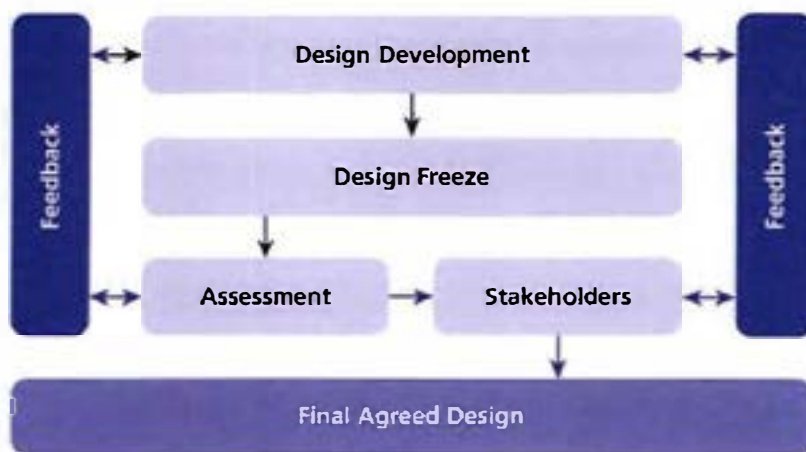 Design Development
Feedback
Feedback
Design Freeze
Assessment
Stakeholders
Final Agreed Design